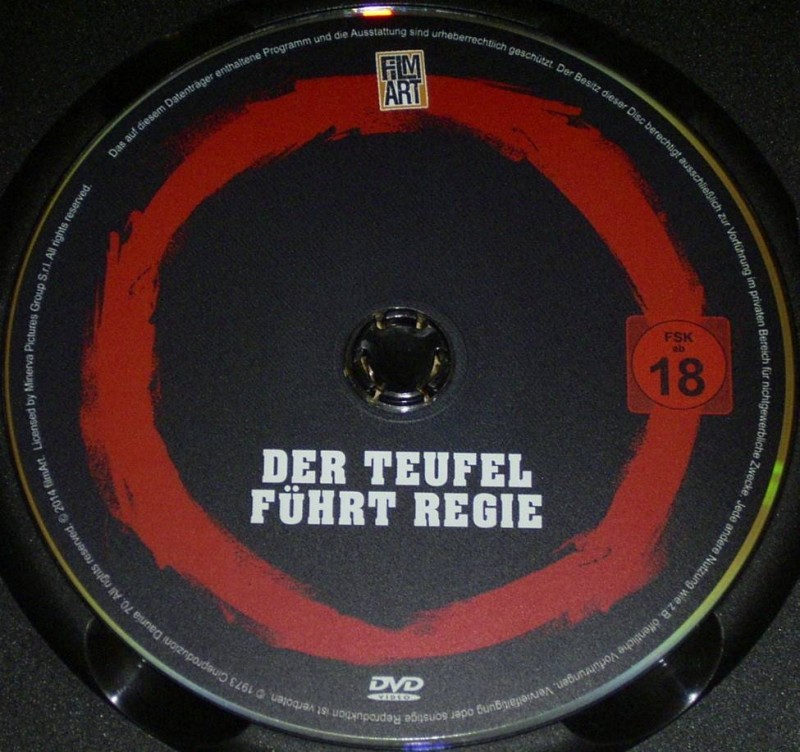 FILM
ART
Das auf diesem Datenträger enthaltene Programm und die Ausstattung sind urheberrechtlich geschützt. Der Besitz dieser Disc berechtigt ausschließlich zur Vorführung im privaten Bereich für nichtgewerbliche Zwecke. Jede andere Nutzung wie z.B. öffentliche Vorführungen, Vervielfältigung oder sonstige Reproduktion ist verboten. © 1973 Cineproduzioni Daunia 70. All rights reserved. © 2014 filmArt. Licensed by Minerva Pictures Group S.r.l. All rights reserved.
FSK
ab
18
DER TEUFEL
FÜHRT REGIE
DVD
VIDEO